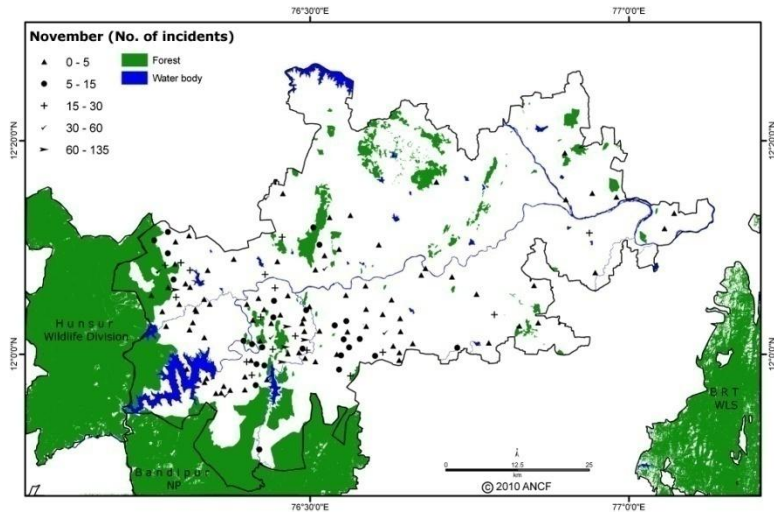 76°30'0"E 77°0'0"E
November (No. of incidents)
0 - 5
5 - 15
15 - 30
30 - 60
60 - 135
Forest
Water body
12°20'0"N
12°20'0"N
12°0'0"N
12°0'0"N
Hunsur
Wildlife Division
Bandipur
NP
BRT
WLS
0 12.5 25
km
© 2010 ANCF
76°30'0"E 77°0'0"E